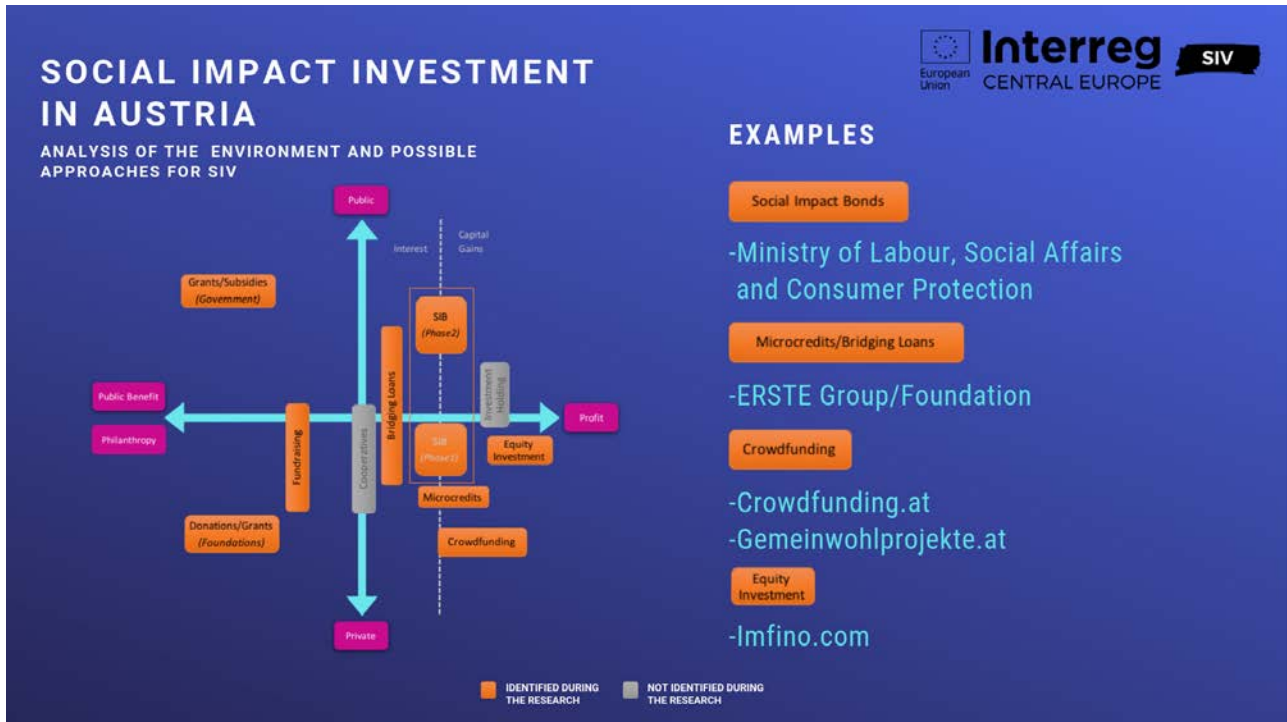 SOCIAL IMPACT INVESTMENT
IN AUSTRIA
ANALYSIS OF THE ENVIRONMENT AND POSSIBLE
APPROACHES FOR SIV
European
Union
Interreg
CENTRAL EUROPE
SIV
Public
Interest
Capital
Gains
Grants/Subsidies
(Government)
SIB
(Phase2)
Bridging Loans
Investment
Holding
Public Benefit
Philanthropy
Profit
Fundraising
Cooperatives
SIB
(Phase1)
Equity
Investment
Microcredits
Donations/Grants
(Foundations)
Crowdfunding
Private
EXAMPLES
Social Impact Bonds
-Ministry of Labour, Social Affairs
and Consumer Protection
Microcredits/Bridging Loans
-ERSTE Group/Foundation
Crowdfunding
-Crowdfunding.at
-Gemeinwohlprojekte.at
Equity
Investment
-Imfino.com
IDENTIFIED DURING
THE RESEARCH
NOT IDENTIFIED DURING
THE RESEARCH